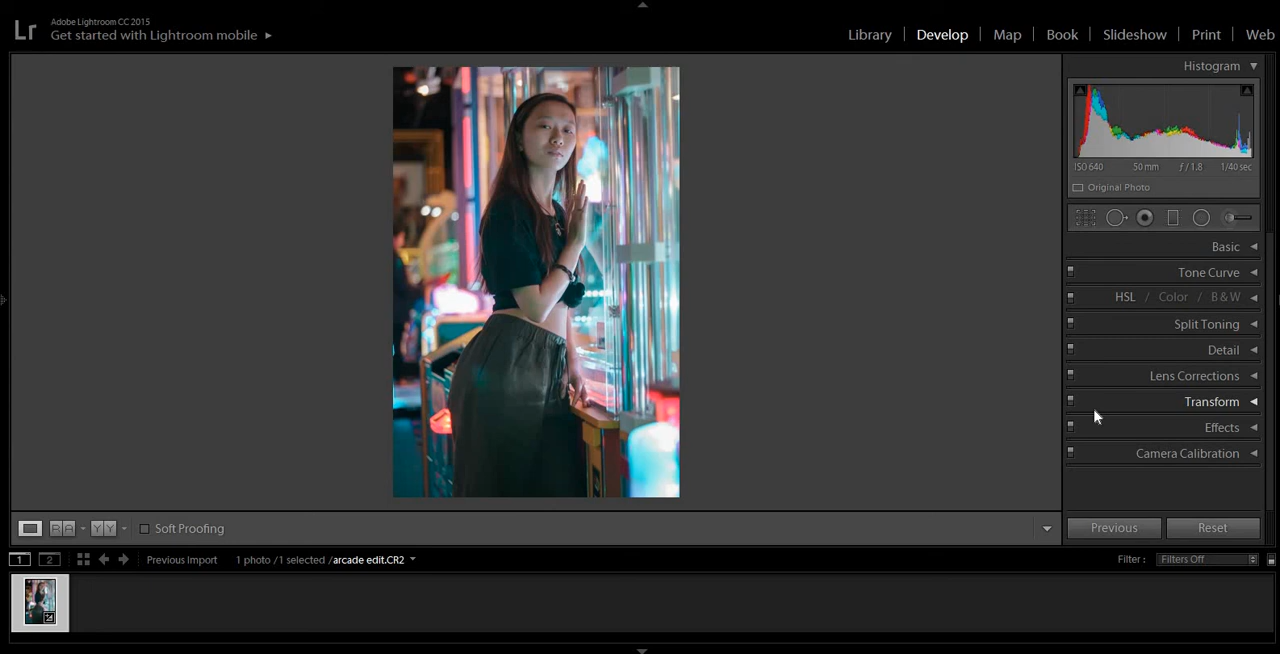 Lr
Adobe Lightroom CC 2015
Get started with Lightroom mobile
Library Develop Map Book Slideshow Print Web
Histogram
ISO 640 50 mm ƒ / 1.8 1/40 sec
Original Photo
Basic
Tone Curve
HSL / Color / B & W
Split Toning
Detail
Lens Corrections
Transform
Effects
Camera Calibration
Soft Proofing
Previous Reset
1 2 Previous Import 1 photo /1 selected /arcade edit.CR2 Filter : Filters Off